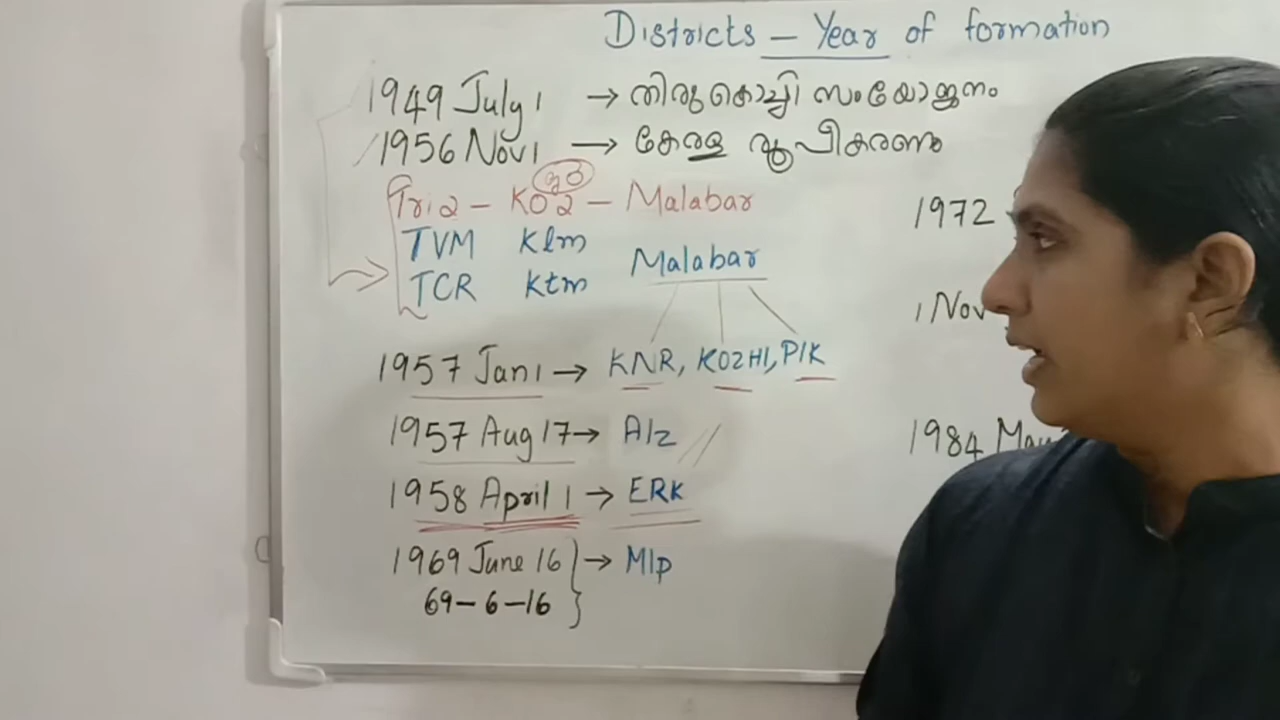 Districts - Year of formation
1949 July 1 → തിരുകൊച്ചി സംയോജനം
1956 Nov 1 → കേരള രൂപീകരണം
Tri2 - KO2 - Malabar
TVM Klm
TCR Ktm
Malabar
1957 Jan 1 → KNR, KOZHI, PlK
1957 Aug 17 → Alz
1958 April 1 → ERK
1969 June 16 → Mlp
69-6-16
1972
1 Nov
1984